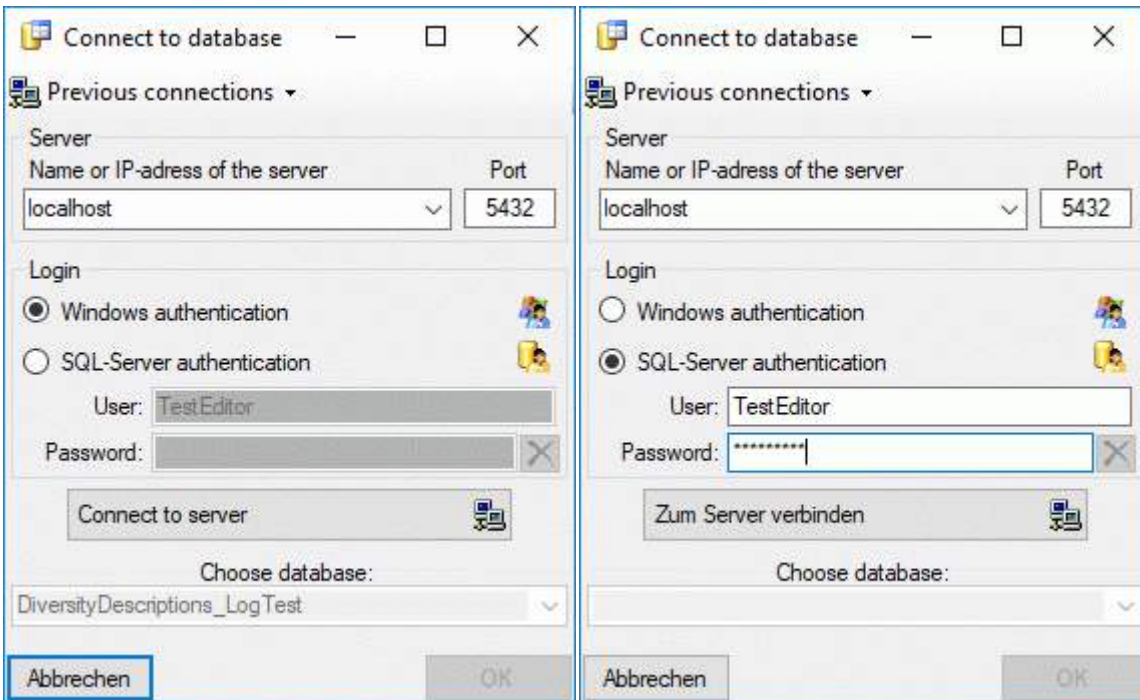 Connect to database
Previous connections
Server
Name or IP-adress of the server Port
localhost 5432
Login
Windows authentication
SQL-Server authentication
User: TestEditor
Password:
Connect to server
Choose database:
DiversityDescriptions_LogTest
Abbrechen OK
Connect to database
Previous connections
Server
Name or IP-adress of the server Port
localhost 5432
Login
Windows authentication
SQL-Server authentication
User: TestEditor
Password: *********
Zum Server verbinden
Choose database:
Abbrechen OK